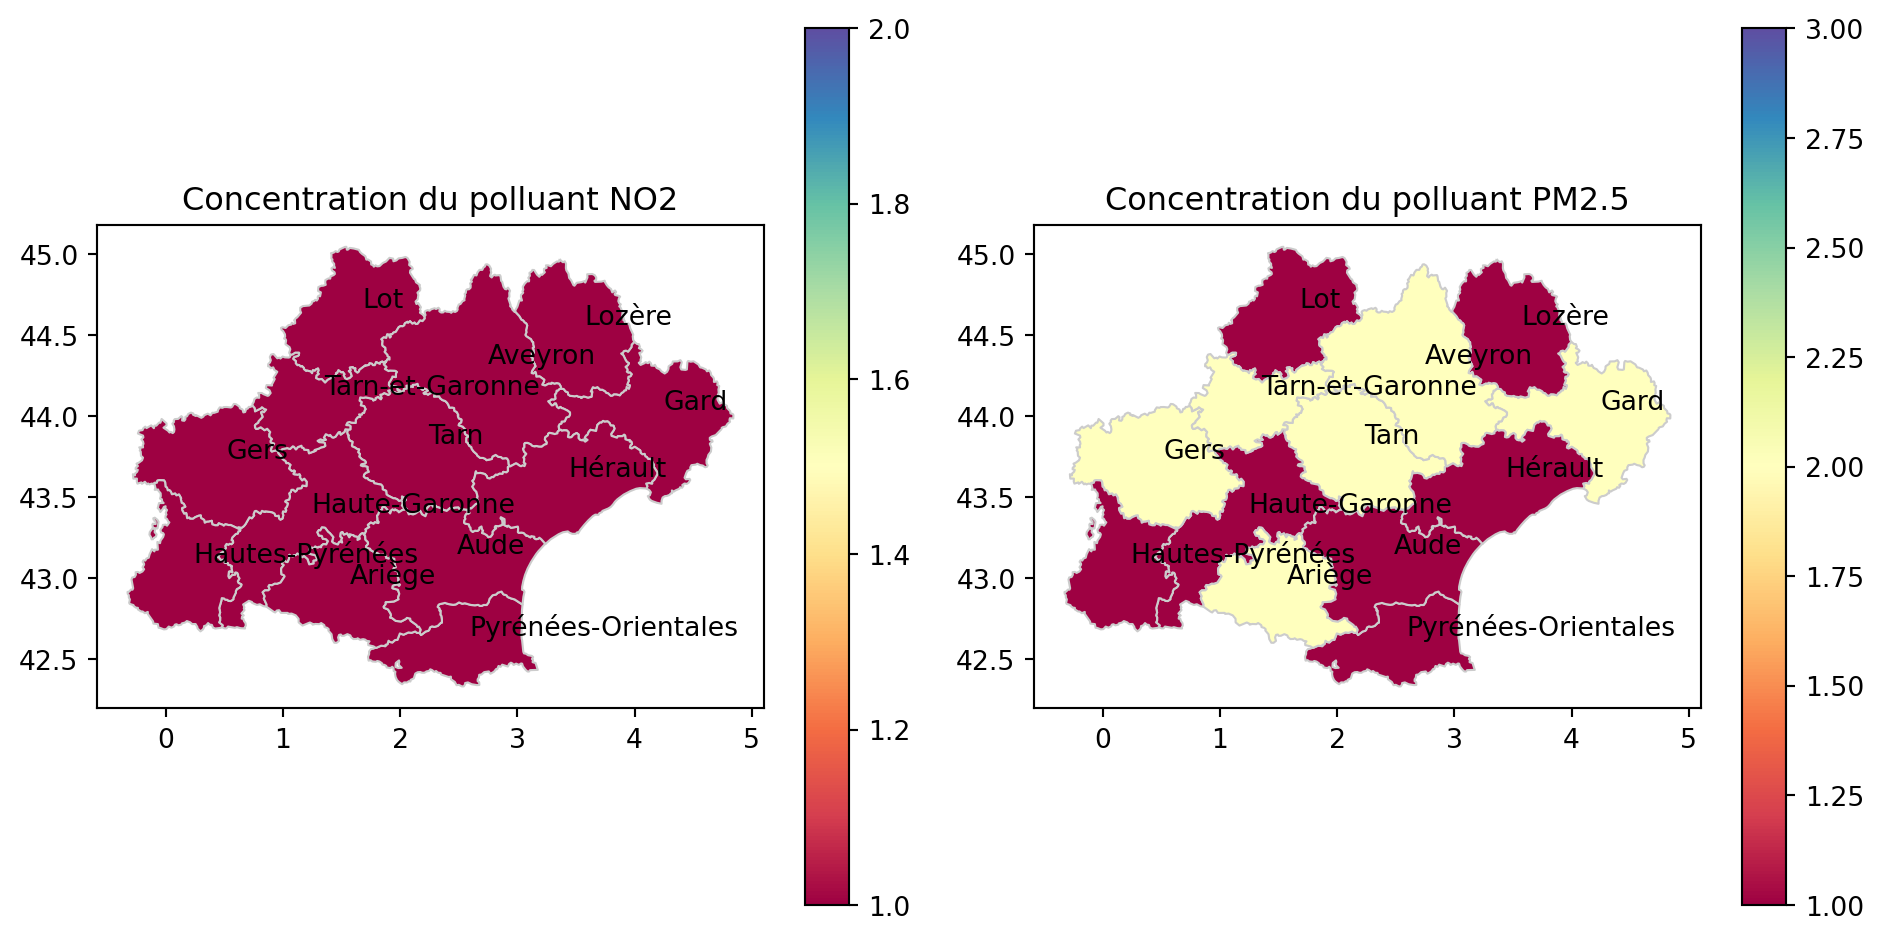 Concentration du polluant NO2
45.0
44.5
44.0
43.5
43.0
42.5
0 1 2 3 4 5
Lot
Lozère
Aveyron
Tarn-et-Garonne
Gard
Tarn
Gers
Hérault
Haute-Garonne
Aude
Hautes-Pyrénées
Ariége
Pyrénées-Orientales
2.0
1.8
1.6
1.4
1.2
1.0
Concentration du polluant PM2.5
45.0
44.5
44.0
43.5
43.0
42.5
0 1 2 3 4 5
Lot
Lozère
Aveyron
Tarn-et-Garonne
Gard
Tarn
Gers
Hérault
Haute-Garonne
Aude
Hautes-Pyrénées
Ariége
Pyrénées-Orientales
3.00
2.75
2.50
2.25
2.00
1.75
1.50
1.25
1.00